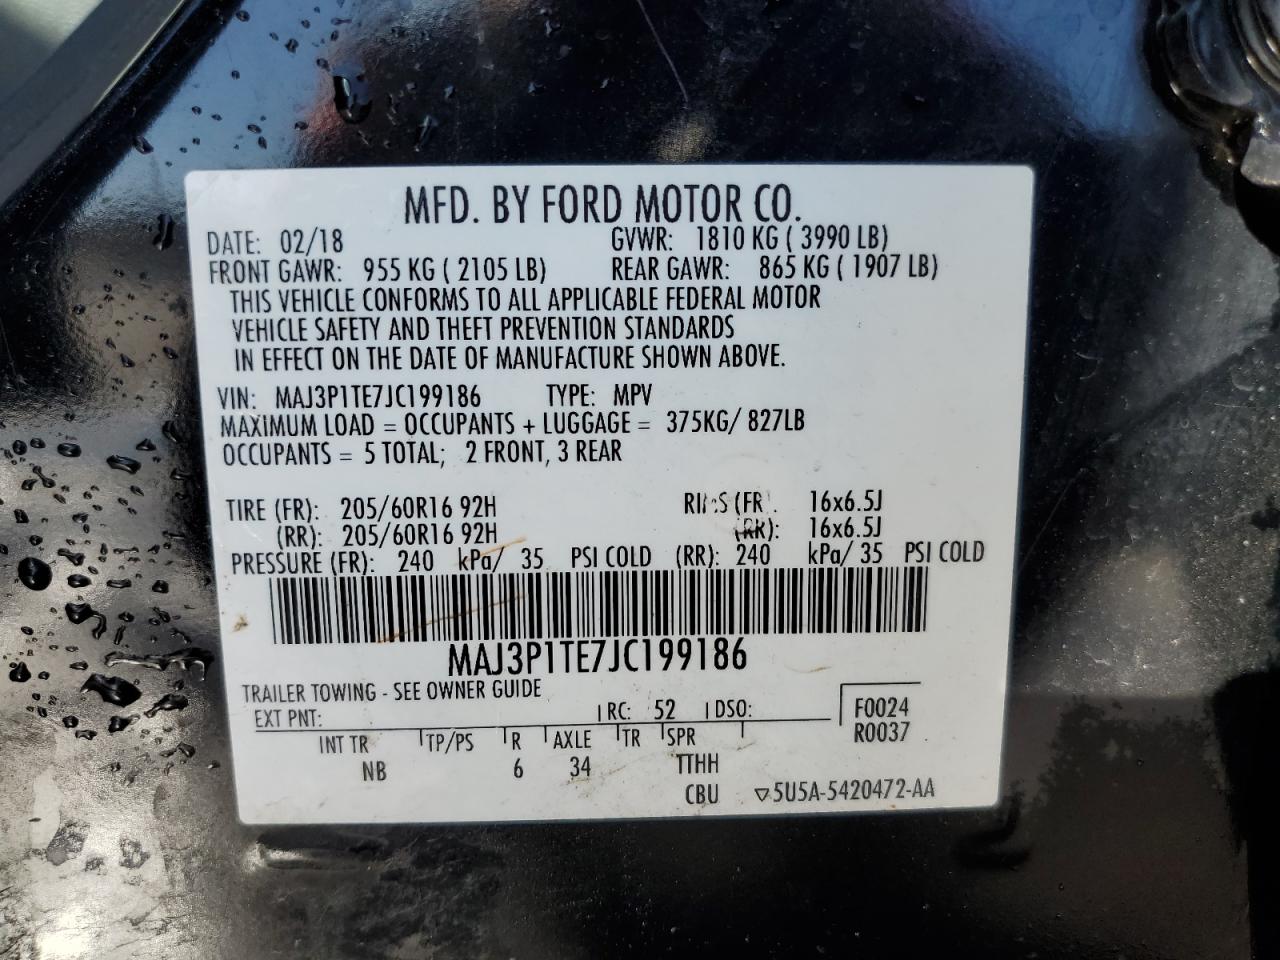 MFD. BY FORD MOTOR CO.
DATE: 02/18 GVWR: 1810 KG ( 3990 LB)
FRONT GAWR: 955 KG ( 2105 LB) REAR GAWR: 865 KG ( 1907 LB)
THIS VEHICLE CONFORMS TO ALL APPLICABLE FEDERAL MOTOR
VEHICLE SAFETY AND THEFT PREVENTION STANDARDS
IN EFFECT ON THE DATE OF MANUFACTURE SHOWN ABOVE.
VIN: MAJ3P1TE7JC199186 TYPE: MPV
MAXIMUM LOAD = OCCUPANTS + LUGGAGE = 375KG/ 827LB
OCCUPANTS = 5 TOTAL; 2 FRONT, 3 REAR
TIRE (FR): 205/60R16 92H RIMS (FR): 16x6.5J
(RR): 205/60R16 92H (RR): 16x6.5J
PRESSURE (FR): 240 kPa/ 35 PSI COLD (RR): 240 kPa/ 35 PSI COLD
MAJ3P1TE7JC199186
TRAILER TOWING - SEE OWNER GUIDE
EXT PNT: RC: 52 DSO: F0024
INT TR TP/PS R AXLE TR SPR R0037
NB 6 34 TTHH
CBU ▽5U5A-5420472-AA